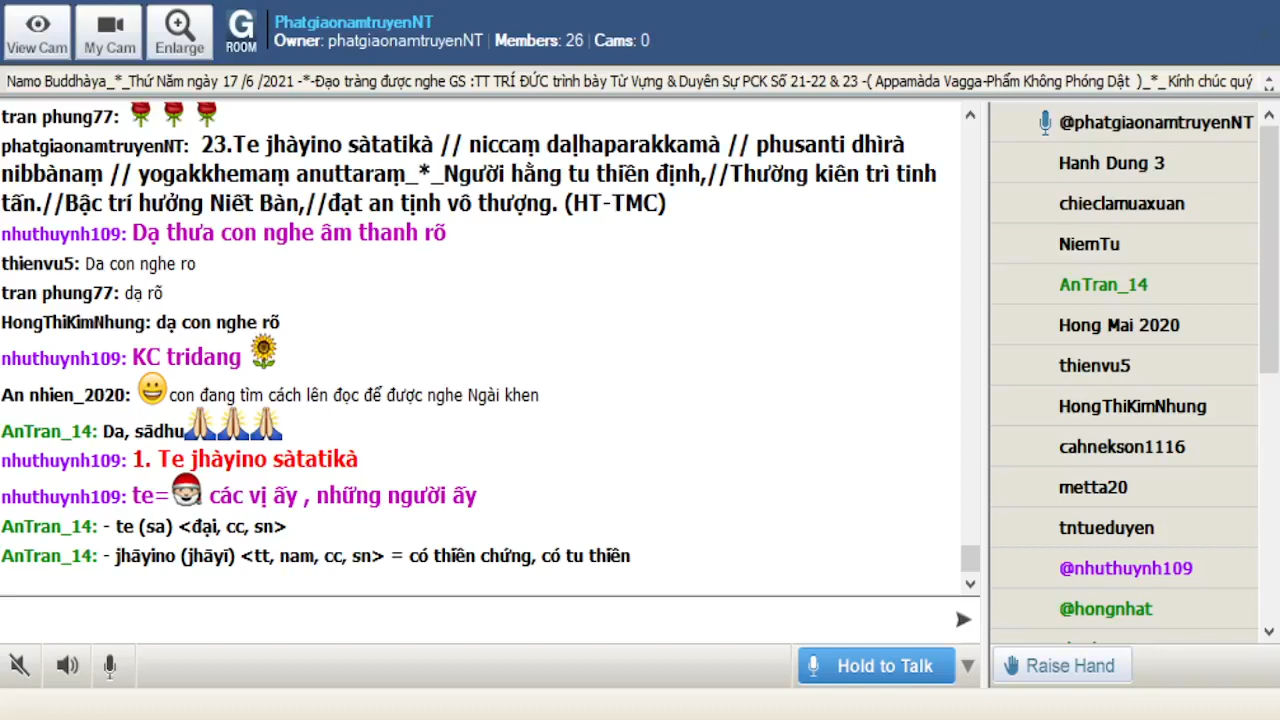 View Cam
My Cam
Enlarge
G
ROOM
PhatgiaonamtruyenNT
Owner: phatgiaonamtruyenNT | Members: 26 | Cams: 0
Namo Buddhàya_*_Thứ Năm ngày 17 /6 /2021 -*-Đạo tràng được nghe GS :TT TRÍ ĐỨC trình bày Từ Vựng & Duyên Sự PCK Số 21-22 & 23 -( Appamàda Vagga-Phẩm Không Phóng Dật )_*_Kính chúc quý
tran phung77: 🌹 🌹 🌹
phatgiaonamtruyenNT: 23.Te jhàyino sàtatikà // niccaṃ daḷhaparakkamà // phusanti dhìrà
nibbànaṃ // yogakkhemaṃ anuttaraṃ_*_Người hằng tu thiền định,//Thường kiên trì tinh
tấn.//Bậc trí hưởng Niết Bàn,//đạt an tịnh vô thượng. (HT-TMC)
nhuthuynh109: Dạ thưa con nghe âm thanh rõ
thienvu5: Da con nghe ro
tran phung77: dạ rõ
HongThiKimNhung: dạ con nghe rõ
nhuthuynh109: KC tridang 🌻
An nhien_2020: 😀con đang tìm cách lên đọc để được nghe Ngài khen
AnTran_14: Da, sādhu🙏🙏🙏
nhuthuynh109: 1. Te jhàyino sàtatikà
nhuthuynh109: te=🎅 các vị ấy , những người ấy
AnTran_14: - te (sa) <đại, cc, sn>
AnTran_14: - jhāyino (jhāyī) <tt, nam, cc, sn> = có thiền chứng, có tu thiền
@phatgiaonamtruyenNT
Hanh Dung 3
chieclamuaxuan
NiemTu
AnTran_14
Hong Mai 2020
thienvu5
HongThiKimNhung
cahnekson1116
metta20
tntueduyen
@nhuthuynh109
@hongnhat
Hold to Talk
Raise Hand